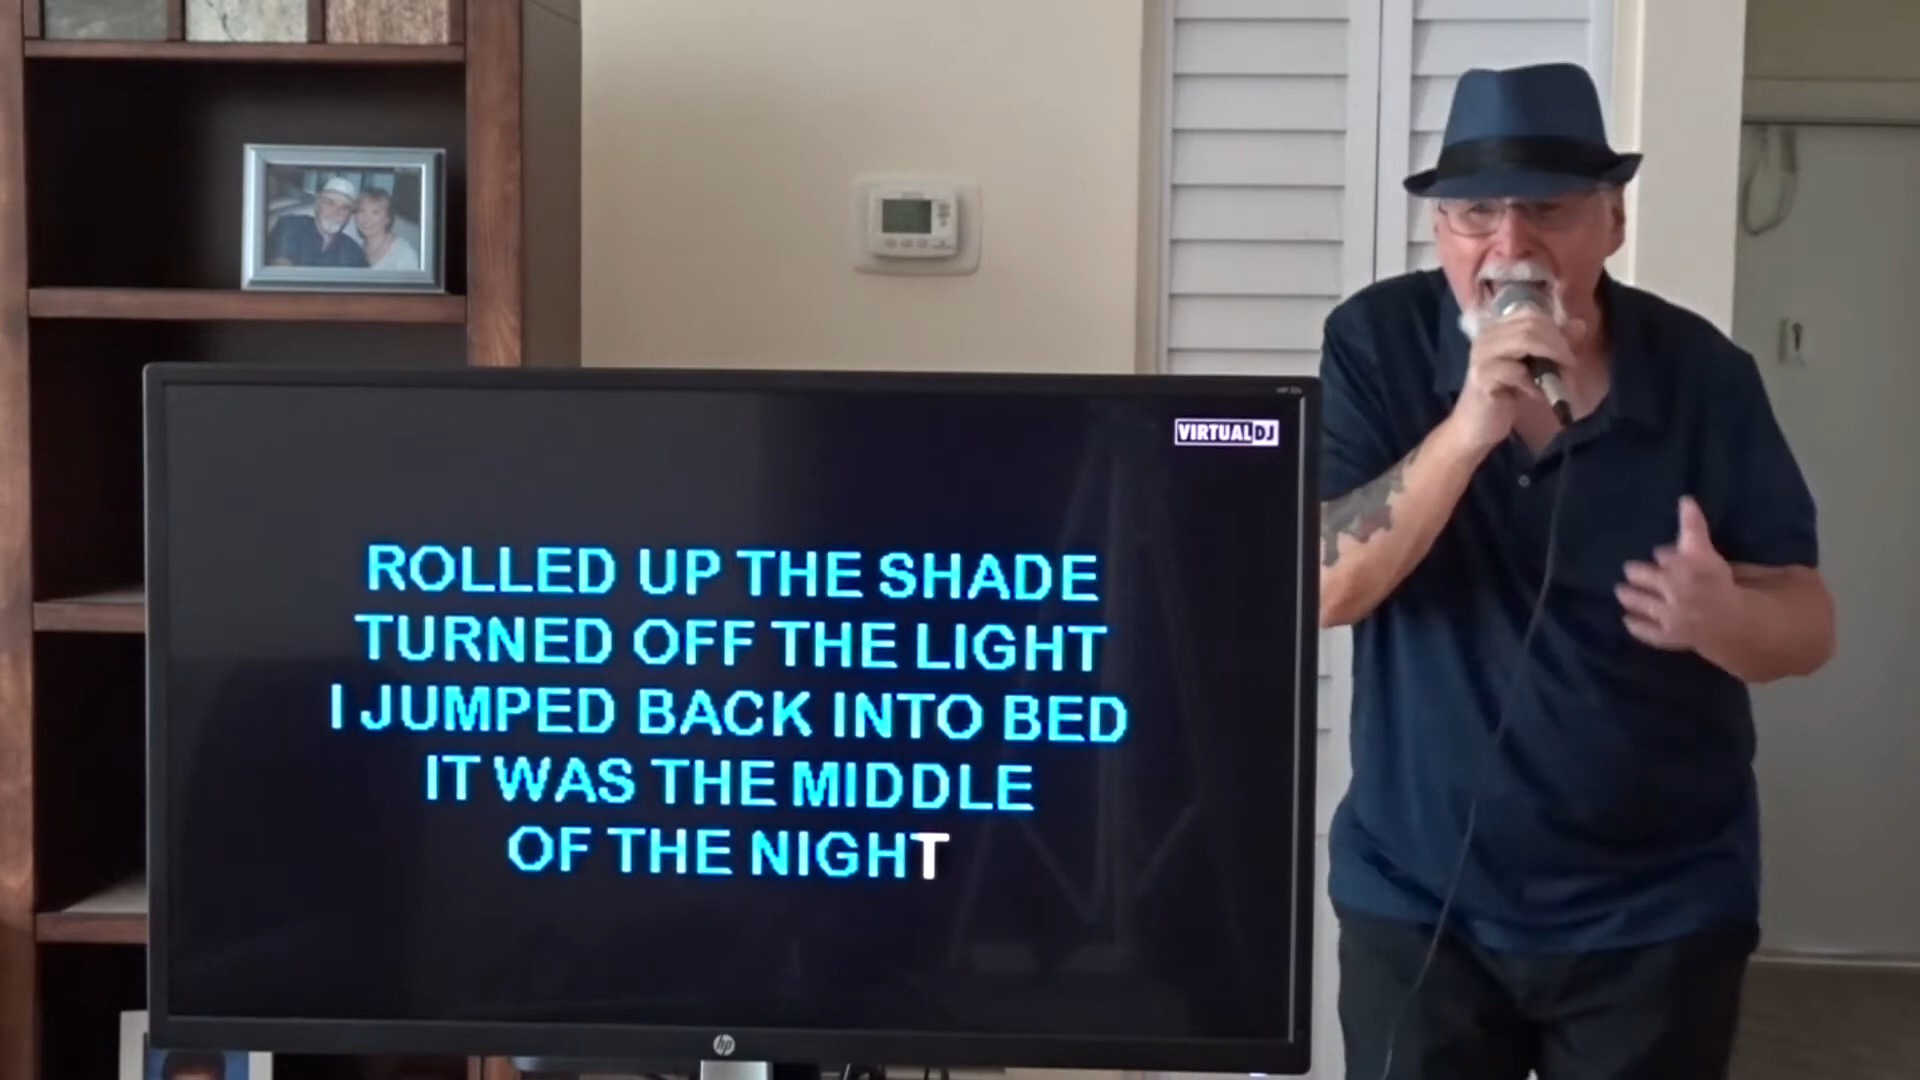 VIRTUALDJ
ROLLED UP THE SHADE
TURNED OFF THE LIGHT
I JUMPED BACK INTO BED
IT WAS THE MIDDLE
OF THE NIGHT
hp